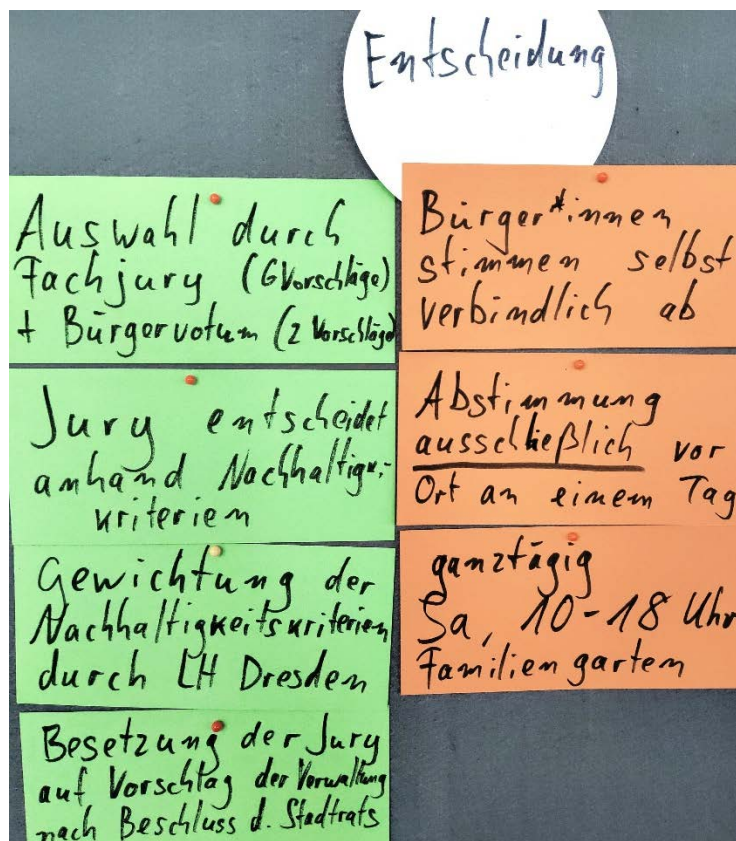 Entscheidung
Auswahl durch
Fachjury (6 Vorschläge)
+ Bürgervotum (2 Vorschläge)
Jury entscheidet
anhand Nachhaltigk.-
kriterien
Gewichtung der
Nachhaltigkeitskriterien
durch LH Dresden
Besetzung der Jury
auf Vorschlag der Verwaltung
nach Beschluss d. Stadtrats
Bürger*innen
stimmen selbst
verbindlich ab
Abstimmung
ausschließlich vor
Ort an einem Tag
ganztägig
Sa, 10-18 Uhr
Familiengarten